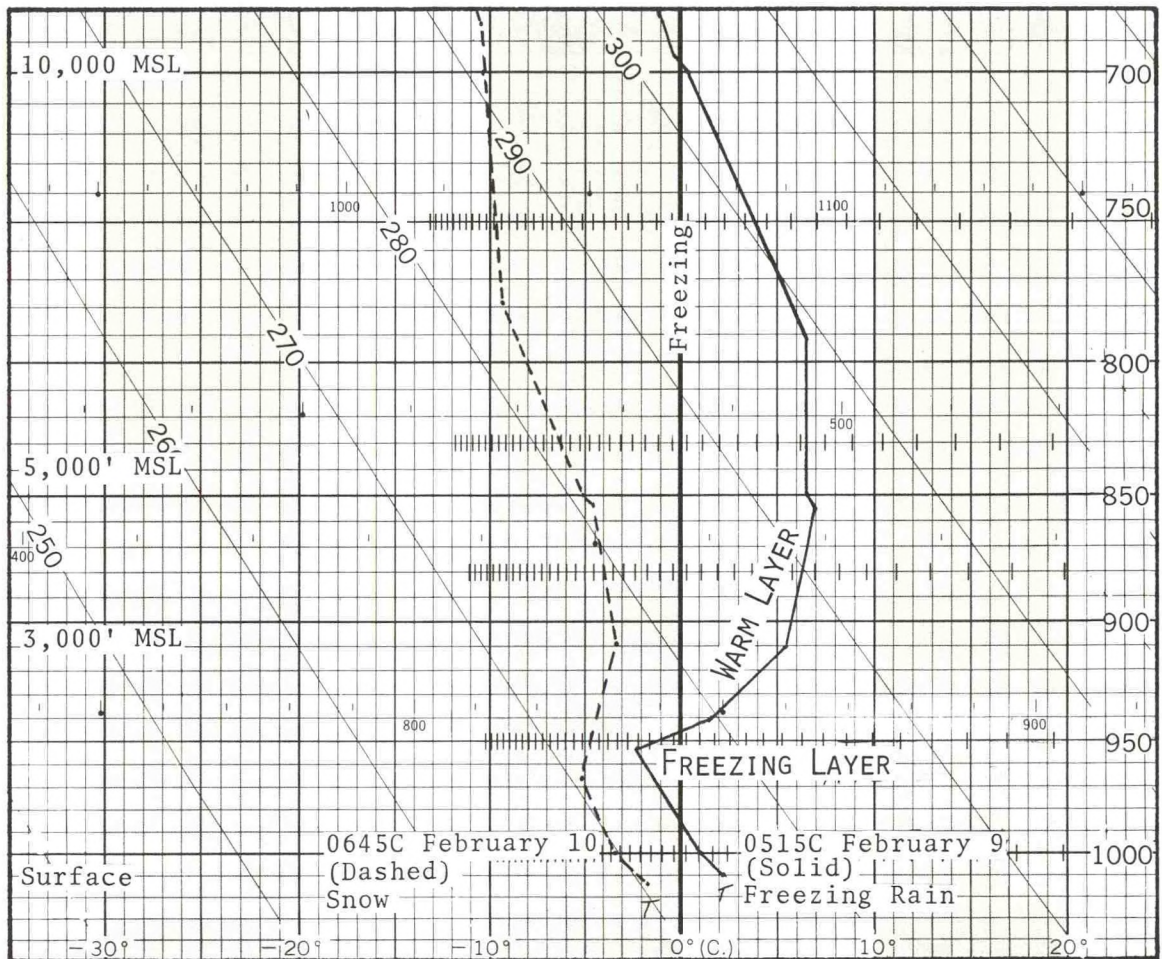 10,000 MSL
300
700
290
1000
1100
750
280
Freezing
270
800
500
260
5,000' MSL
850
250
400
WARM LAYER
900
3,000' MSL
800
900
950
FREEZING LAYER
0645C February 10
(Dashed)
Snow
0515C February 9
(Solid)
Freezing Rain
1000
Surface
T
T
-30°
-20°
-10°
0°(C.)
10°
20°